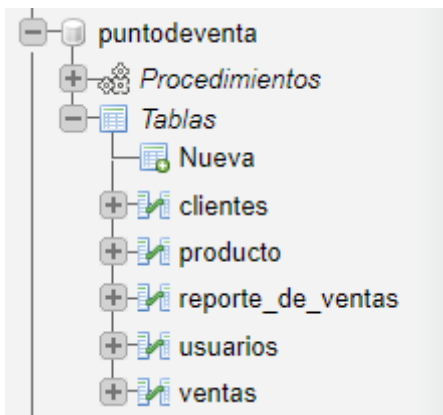 puntodeventa
Procedimientos
Tablas
Nueva
clientes
producto
reporte_de_ventas
usuarios
ventas